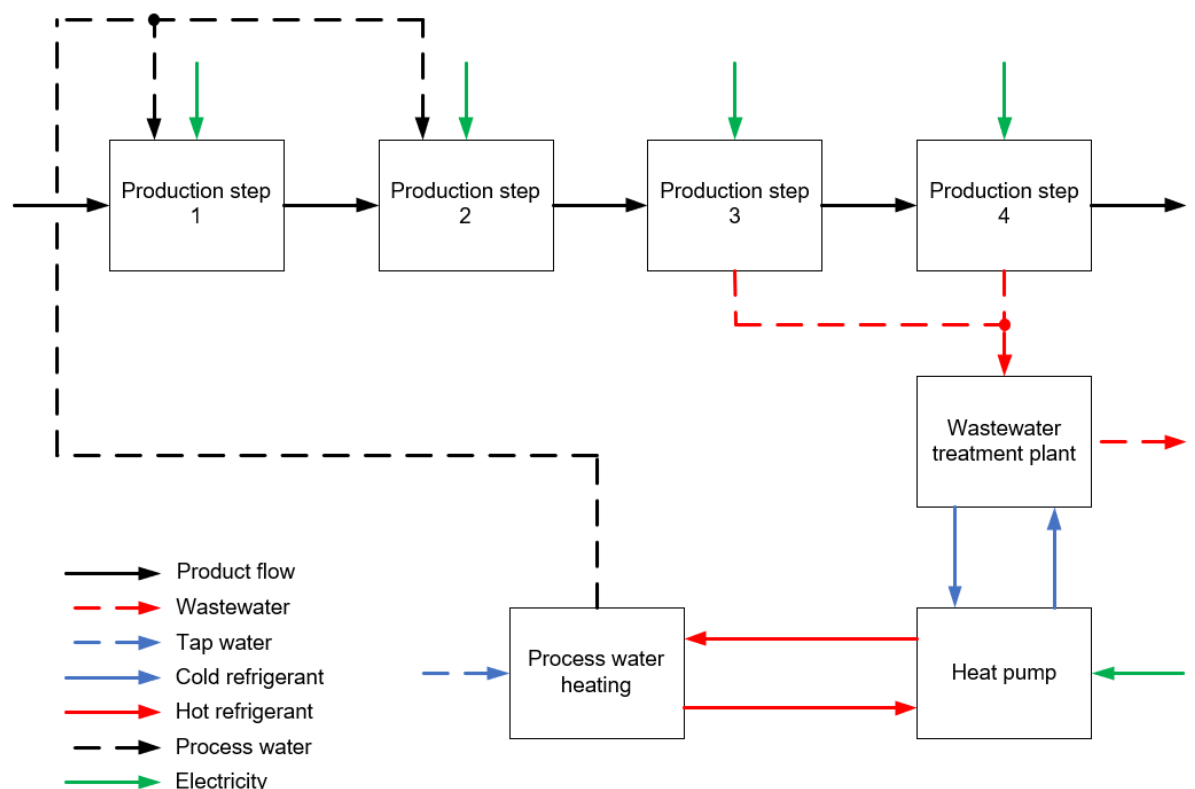 Production step
1
Production step
2
Production step
3
Production step
4
Wastewater
treatment plant
Product flow
Wastewater
Tap water
Cold refrigerant
Hot refrigerant
Process water
Electricity
Process water
heating
Heat pump